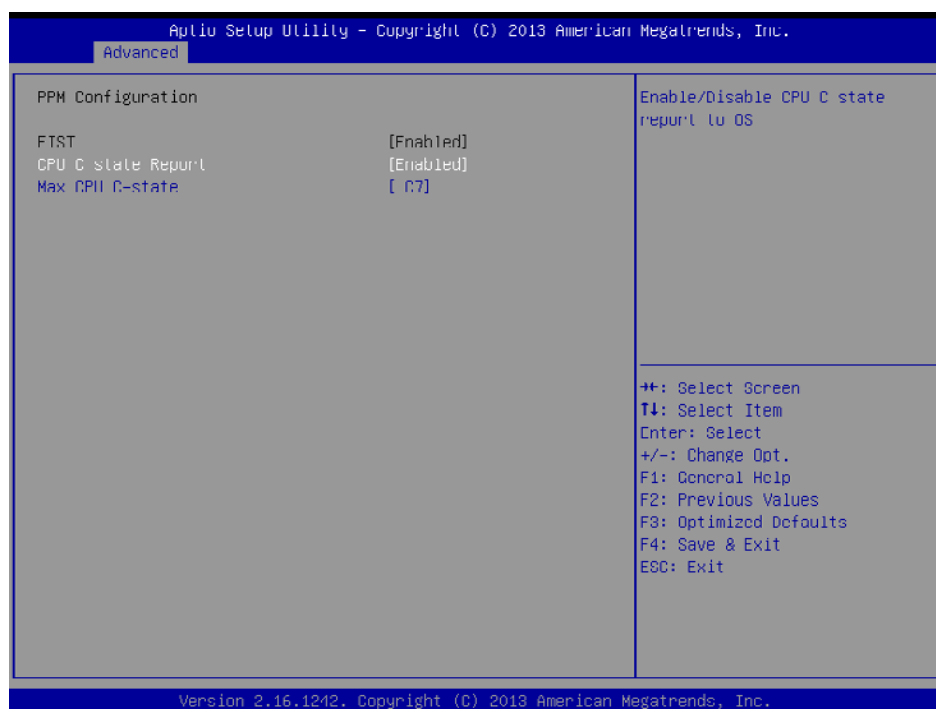 Aptio Setup Utility – Copyright (C) 2013 American Megatrends, Inc.
Advanced
PPM Configuration
EIST [Enabled]
CPU C state Report [Enabled]
Max CPU C-state [ C7]
Enable/Disable CPU C state
report to OS
→←: Select Screen
↑↓: Select Item
Enter: Select
+/-: Change Opt.
F1: General Help
F2: Previous Values
F3: Optimized Defaults
F4: Save & Exit
ESC: Exit
Version 2.16.1242. Copyright (C) 2013 American Megatrends, Inc.